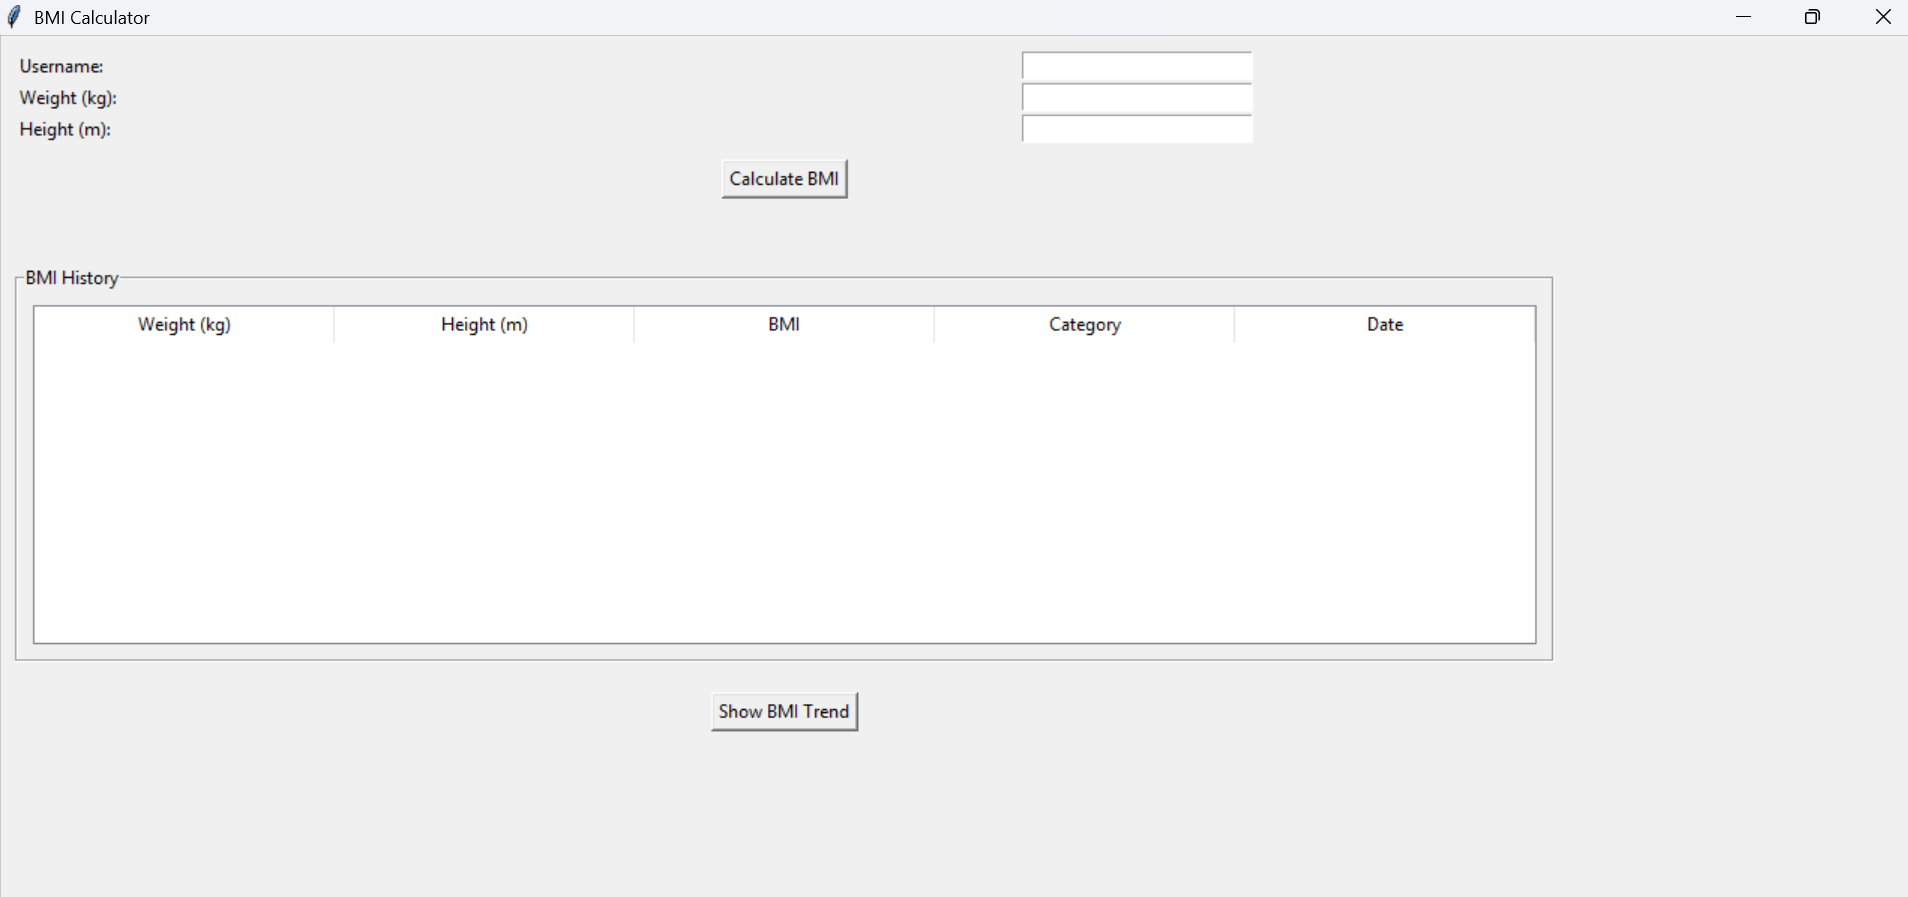 BMI Calculator
Username:
Weight (kg):
Height (m):
Calculate BMI
BMI History
Weight (kg) Height (m) BMI Category Date
Show BMI Trend